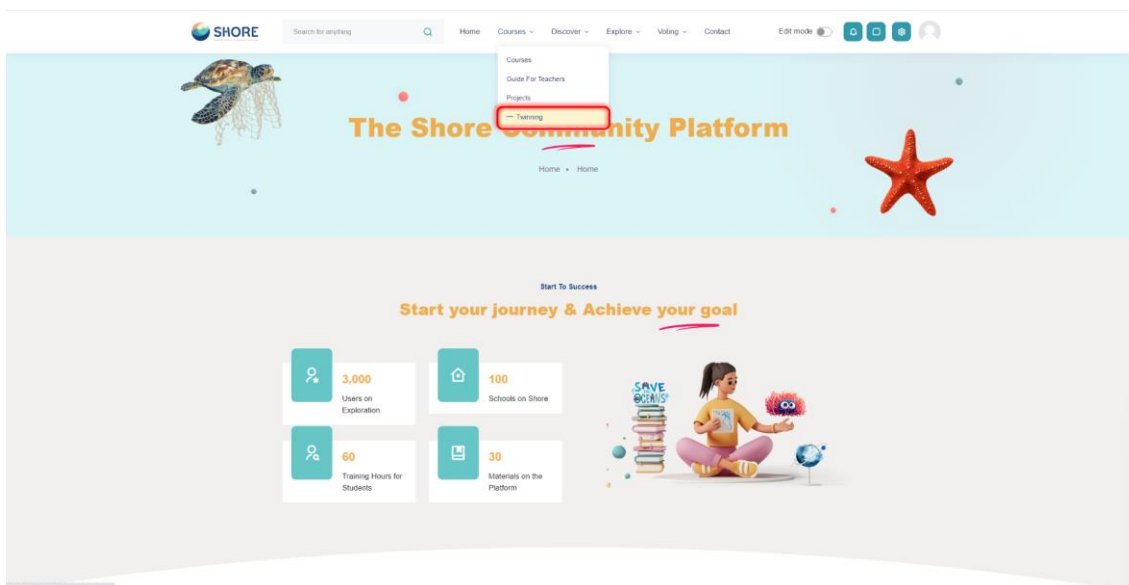 SHORE
Search for anything
Home
Courses
Discover
Explore
Voting
Contact
Edit mode
Courses
Guide For Teachers
Projects
— Twinning
The Shore Community Platform
Home • Home
Start To Success
Start your journey & Achieve your goal
3,000
Users on
Exploration
100
Schools on Shore
60
Training Hours for
Students
30
Materials on the
Platform
SAVE
OCEANS